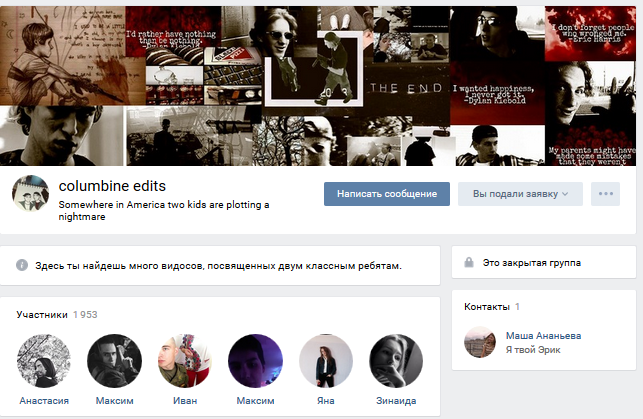 I'd rather have nothing
than be nothing.
-Dylan Klebold
I don't forget people
who wronged me.
-Eric Harris
THE END
I wanted happiness,
I never got it.
-Dylan Klebold
My parents might have
made some mistakes
that they weren't
columbine edits
Somewhere in America two kids are plotting a
nightmare
Написать сообщение
Вы подали заявку
Здесь ты найдешь много видосов, посвященных двум классным ребятам.
Это закрытая группа
Участники 1 953
Анастасия Максим Иван Максим Яна Зинаида
Контакты 1
Маша Ананьева
Я твой Эрик